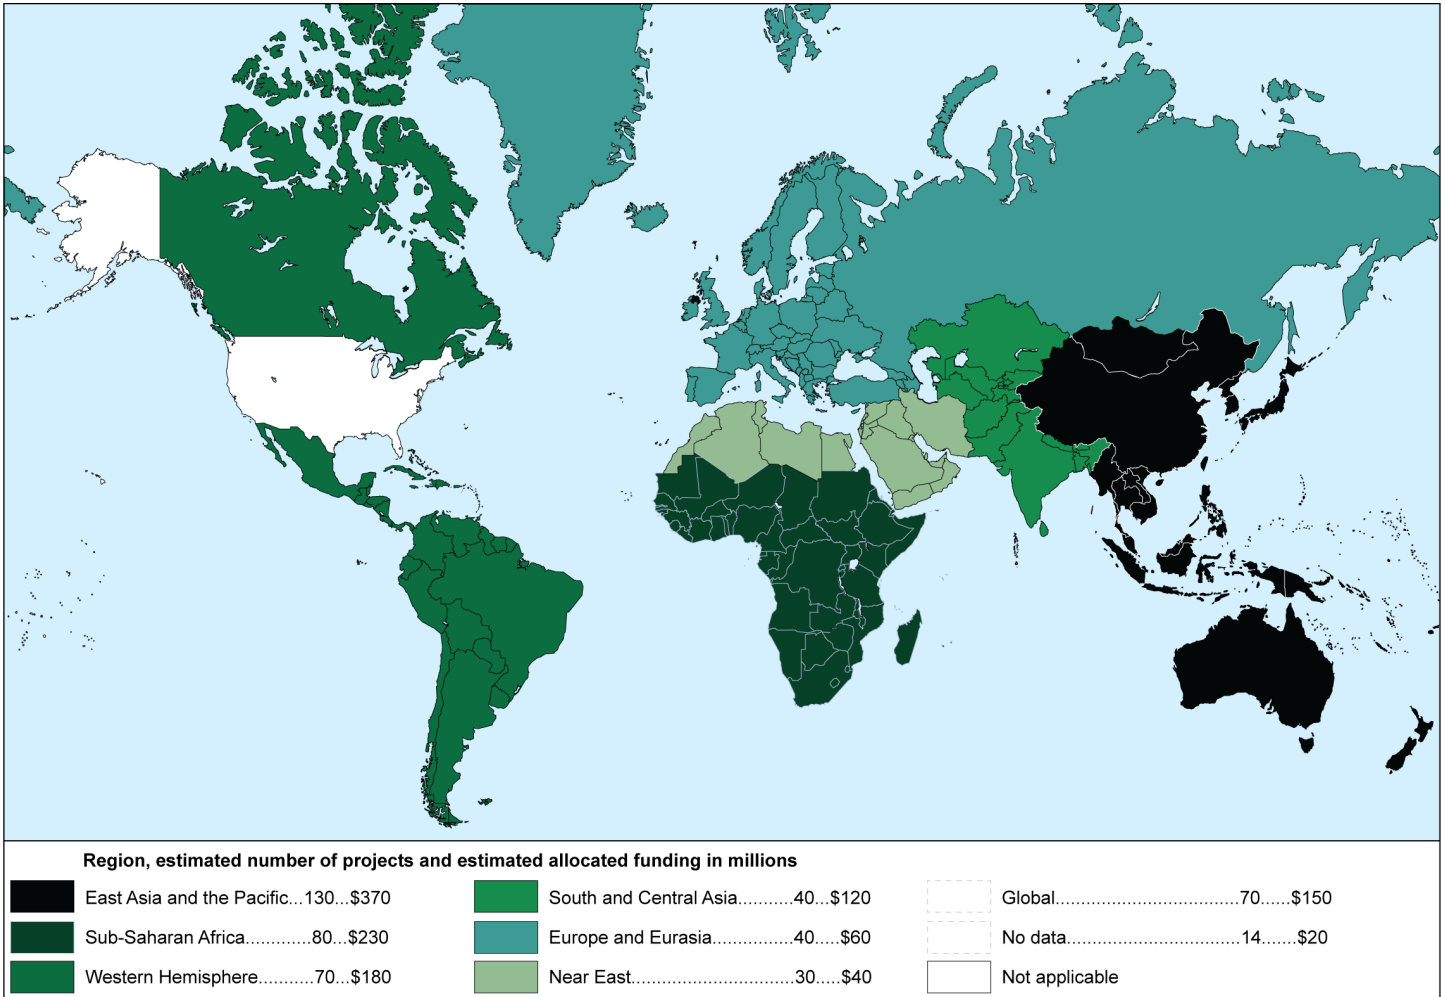 Region, estimated number of projects and estimated allocated funding in millions
East Asia and the Pacific...130...$370
Sub-Saharan Africa............80...$230
Western Hemisphere..........70...$180
South and Central Asia..........40...$120
Europe and Eurasia...............40.....$60
Near East.............................30.....$40
Global.................................70......$150
No data...............................14.......$20
Not applicable